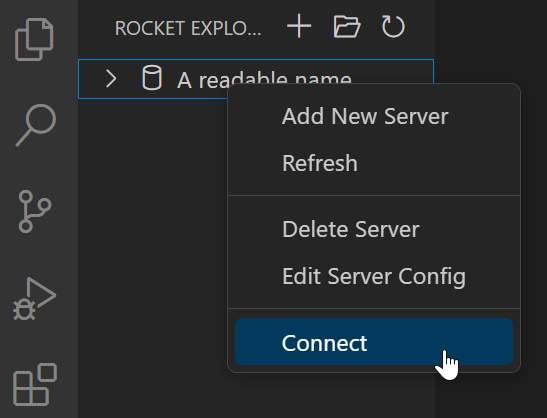 ROCKET EXPLO...
A readable name
Add New Server
Refresh
Delete Server
Edit Server Config
Connect